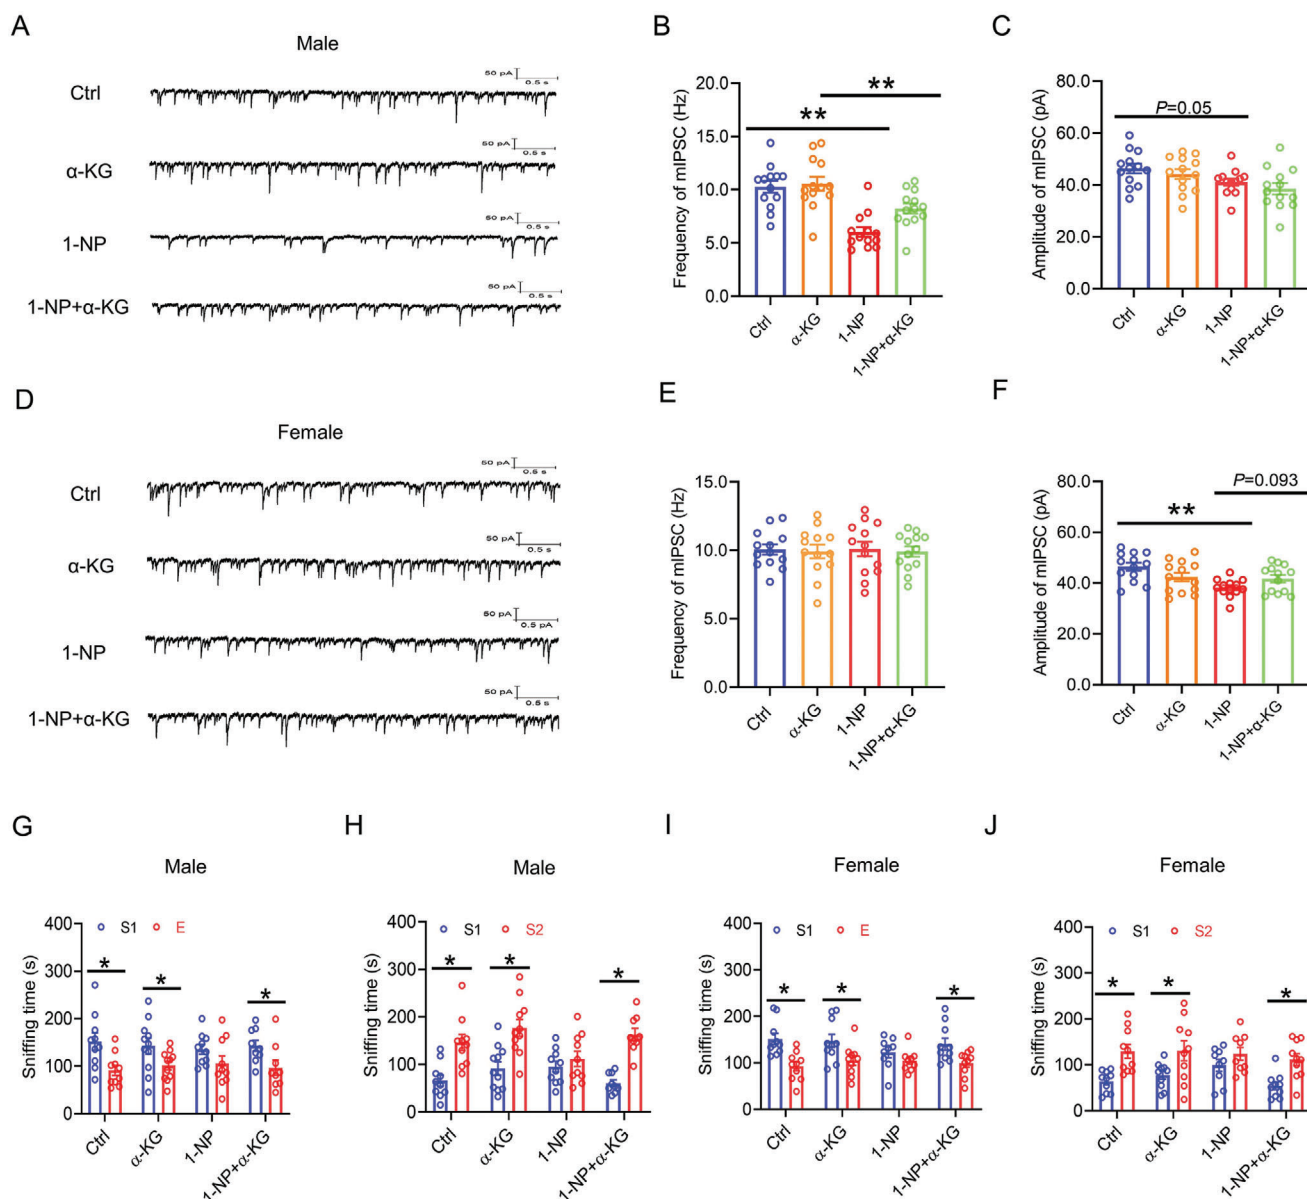 A
Male
Ctrl
50 pA
0.5 s
α-KG
50 pA
0.5 s
1-NP
50 pA
0.5 s
1-NP+α-KG
50 pA
0.5 s
B
Frequency of mIPSC (Hz)
20.0
15.0
10.0
5.0
0.0
**
**
Ctrl
α-KG
1-NP
1-NP+α-KG
C
Amplitude of mIPSC (pA)
80.0
60.0
40.0
20.0
0.0
P=0.05
Ctrl
α-KG
1-NP
1-NP+α-KG
D
Female
Ctrl
50 pA
0.5 s
α-KG
50 pA
0.5 s
1-NP
50 pA
0.5 pA
1-NP+α-KG
50 pA
0.5 s
E
Frequency of mIPSC (Hz)
15.0
10.0
5.0
0.0
Ctrl
α-KG
1-NP
1-NP+α-KG
F
Amplitude of mIPSC (pA)
80.0
60.0
40.0
20.0
0.0
**
P=0.093
Ctrl
α-KG
1-NP
1-NP+α-KG
G
Male
S1 E
Sniffing time (s)
400
300
200
100
0
* * *
Ctrl
α-KG
1-NP
1-NP+α-KG
H
Male
S1 S2
Sniffing time (s)
400
300
200
100
0
* * *
Ctrl
α-KG
1-NP
1-NP+α-KG
I
Female
S1 E
Sniffing time (s)
400
300
200
100
0
* * *
Ctrl
α-KG
1-NP
1-NP+α-KG
J
Female
S1 S2
Sniffing time (s)
400
300
200
100
0
* * *
Ctrl
α-KG
1-NP
1-NP+α-KG